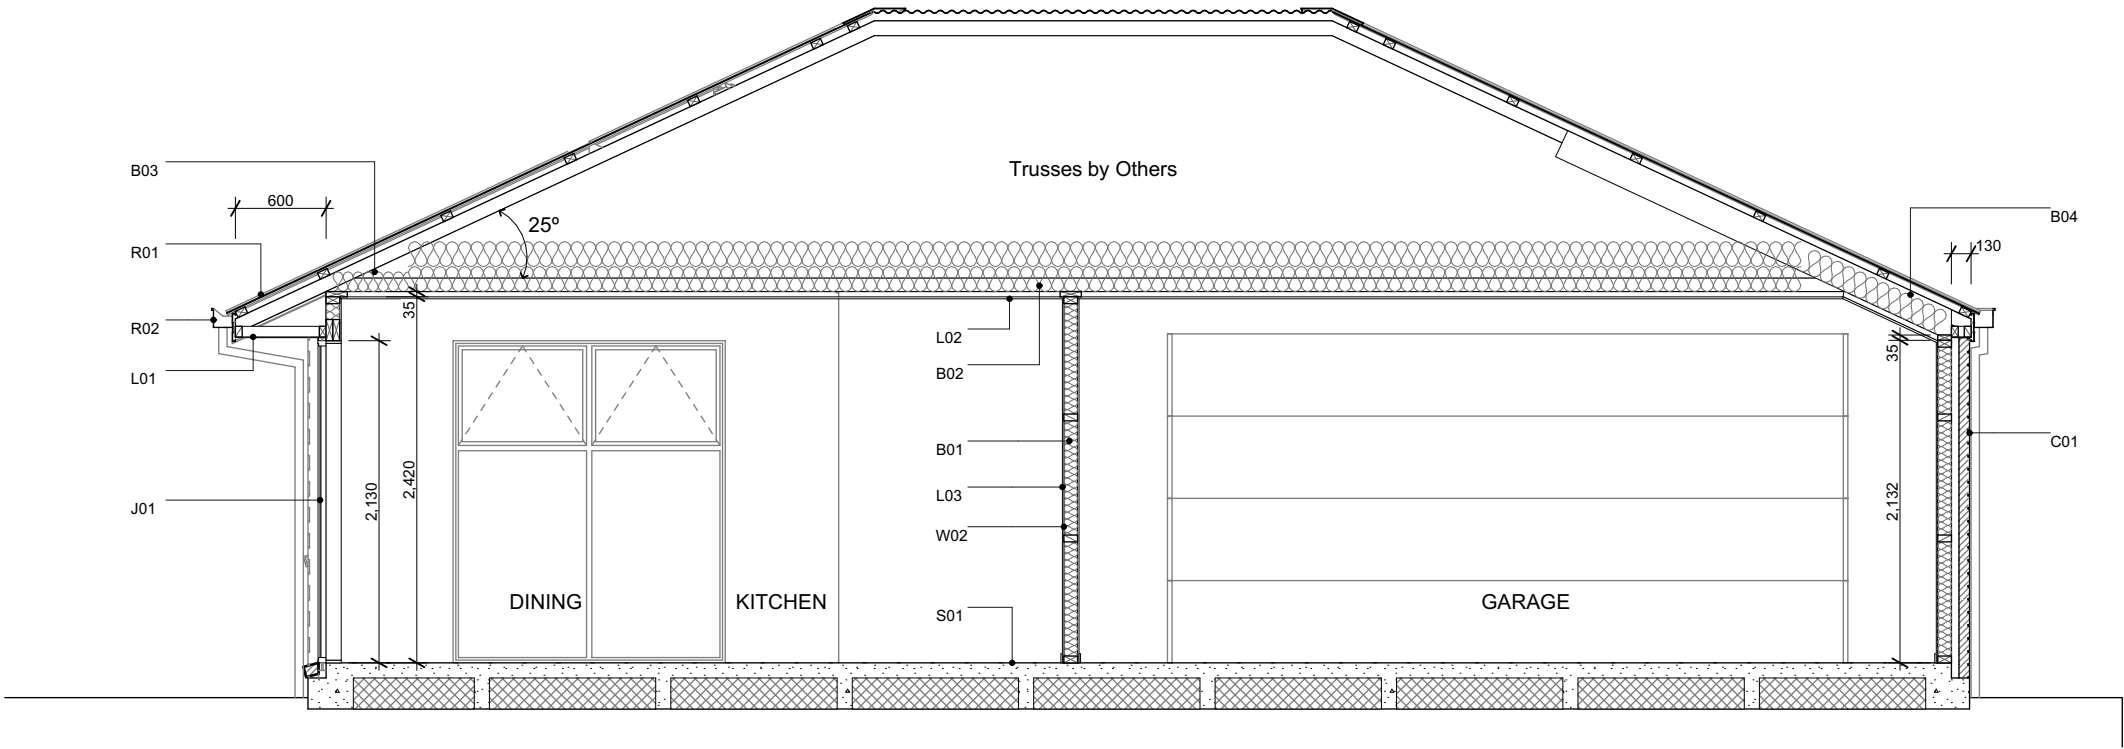 Trusses by Others
B03
600
25º
B04
R01
130
35
R02
L02
35
L01
B02
B01
C01
2,420
L03
2,130
2,132
J01
W02
DINING
KITCHEN
GARAGE
S01